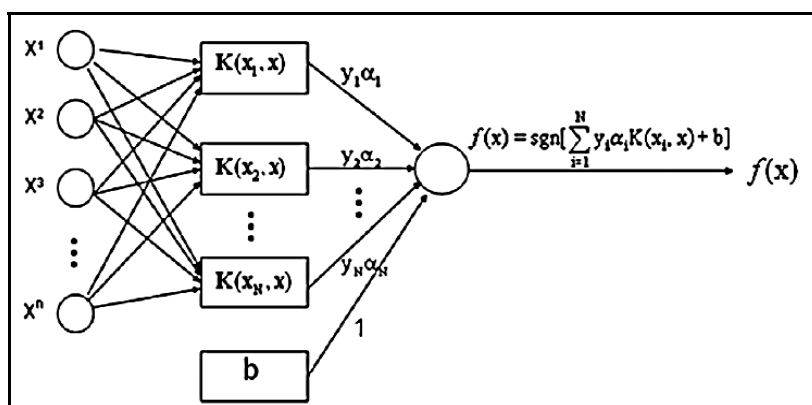 X¹
X²
X³
⋮
Xⁿ
K(x₁, x)
K(x₂, x)
⋮
K(x_N, x)
b
y₁α₁
y₂α₂
⋮
y_Nα_N
1
f(x) = sgn[∑_{i=1}^{N} y_iα_iK(x_i, x) + b]
f(x)